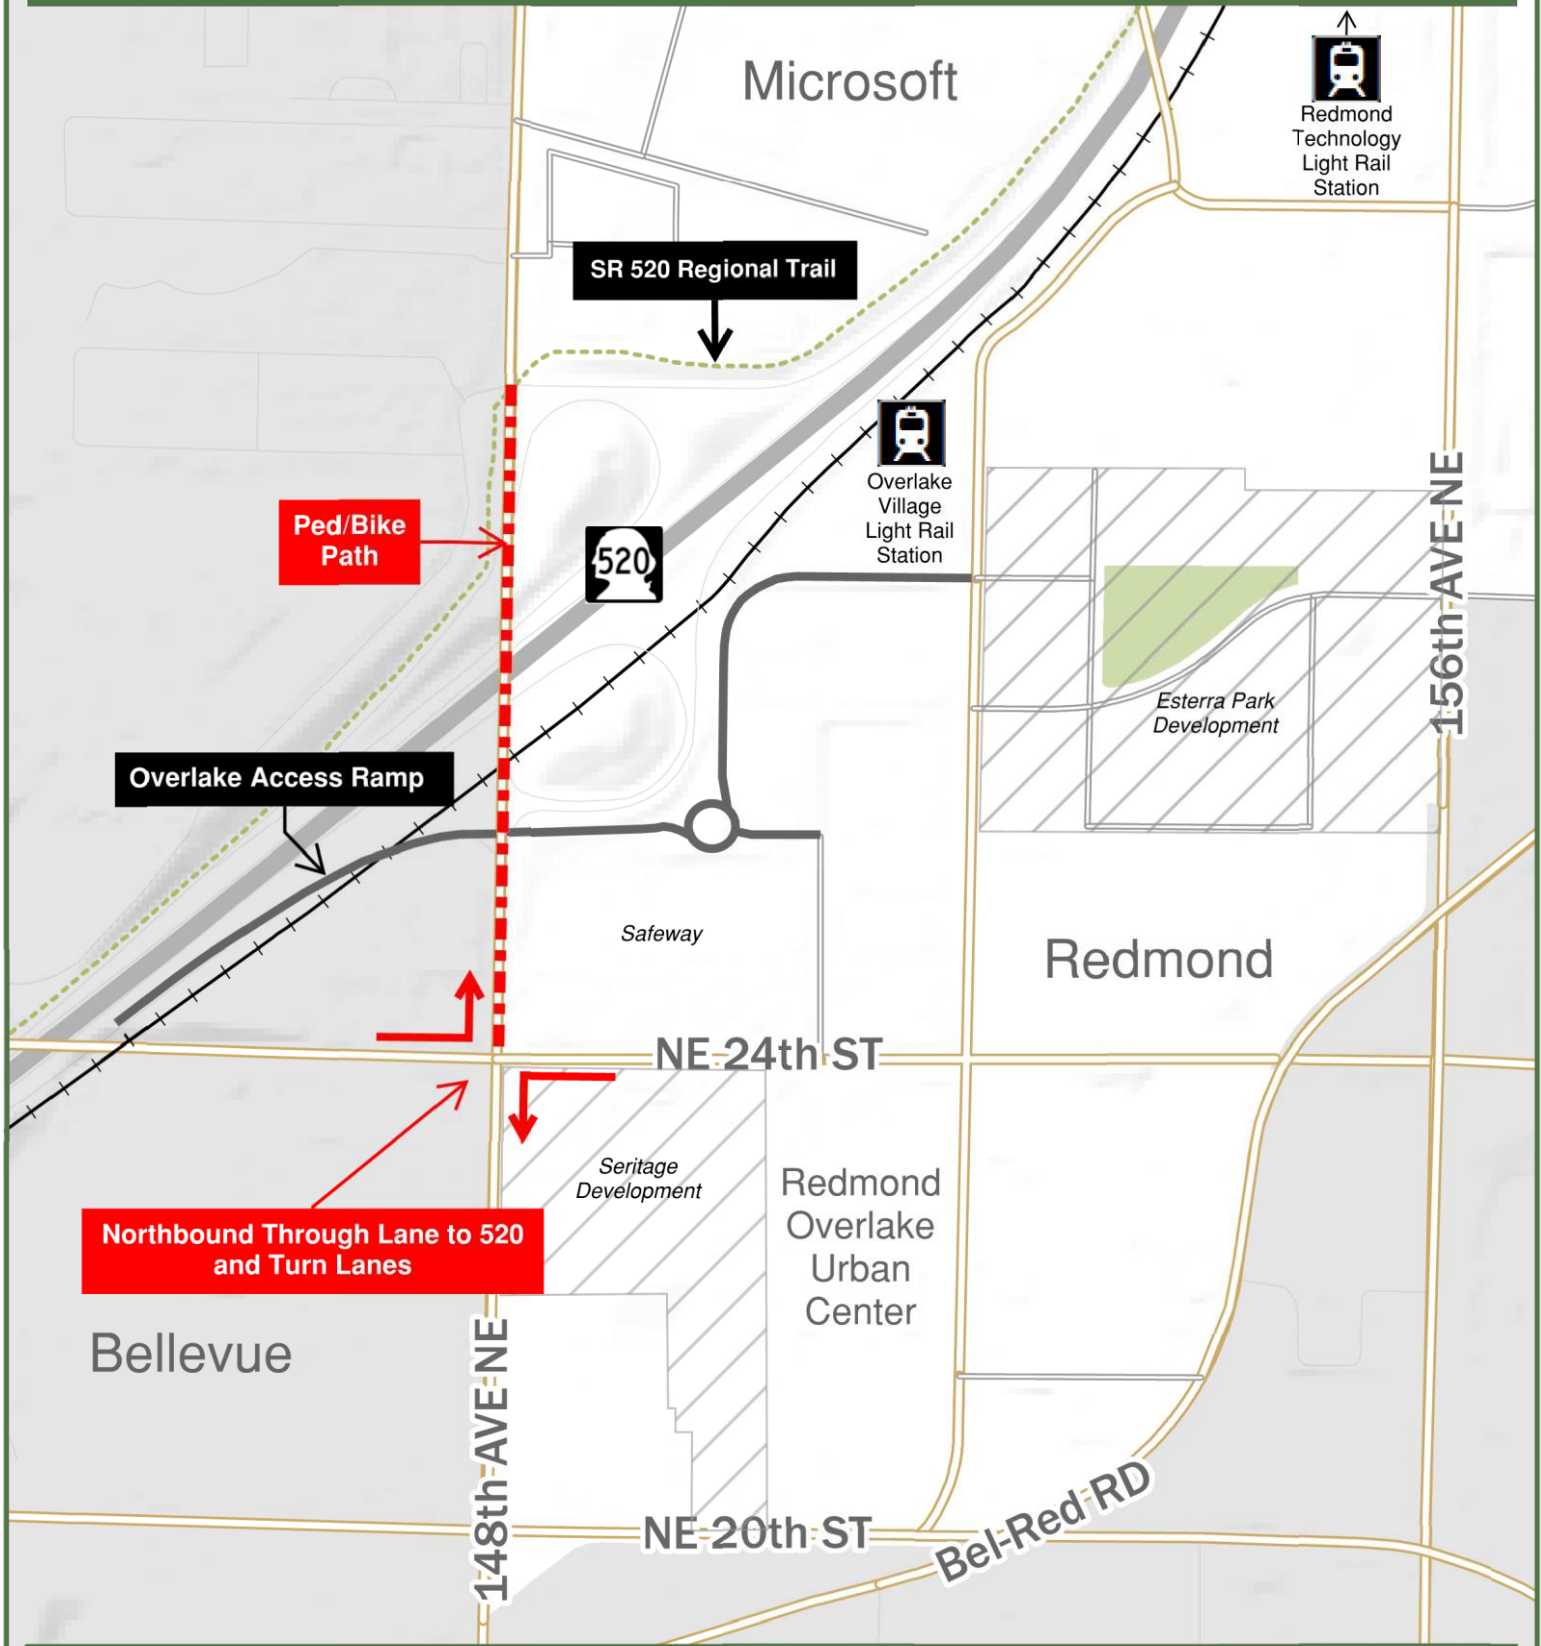 Microsoft
Redmond
Technology
Light Rail
Station
SR 520 Regional Trail
Overlake
Village
Light Rail
Station
156th AVE NE
Ped/Bike
Path
520
Esterra Park
Development
Overlake Access Ramp
Safeway
Redmond
NE 24th ST
Seritage
Development
Redmond
Overlake
Urban
Center
Northbound Through Lane to 520
and Turn Lanes
Bellevue
148th AVE NE
NE 20th ST
Bel-Red RD